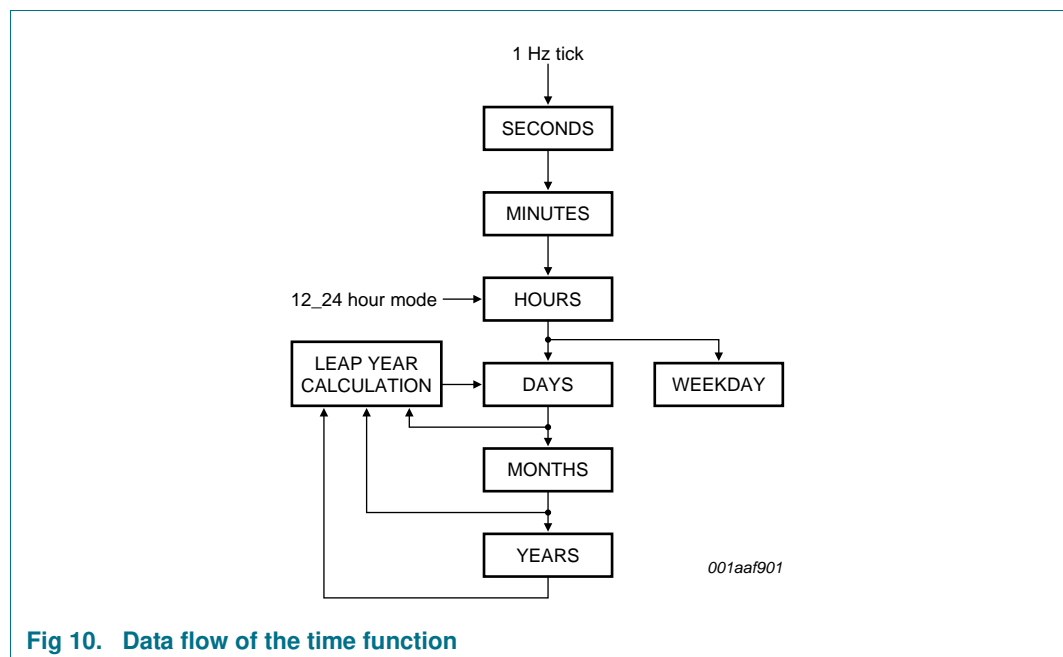 1 Hz tick
SECONDS
MINUTES
12_24 hour mode
HOURS
LEAP YEAR
CALCULATION
DAYS
WEEKDAY
MONTHS
YEARS
001aaf901
Fig 10. Data flow of the time function